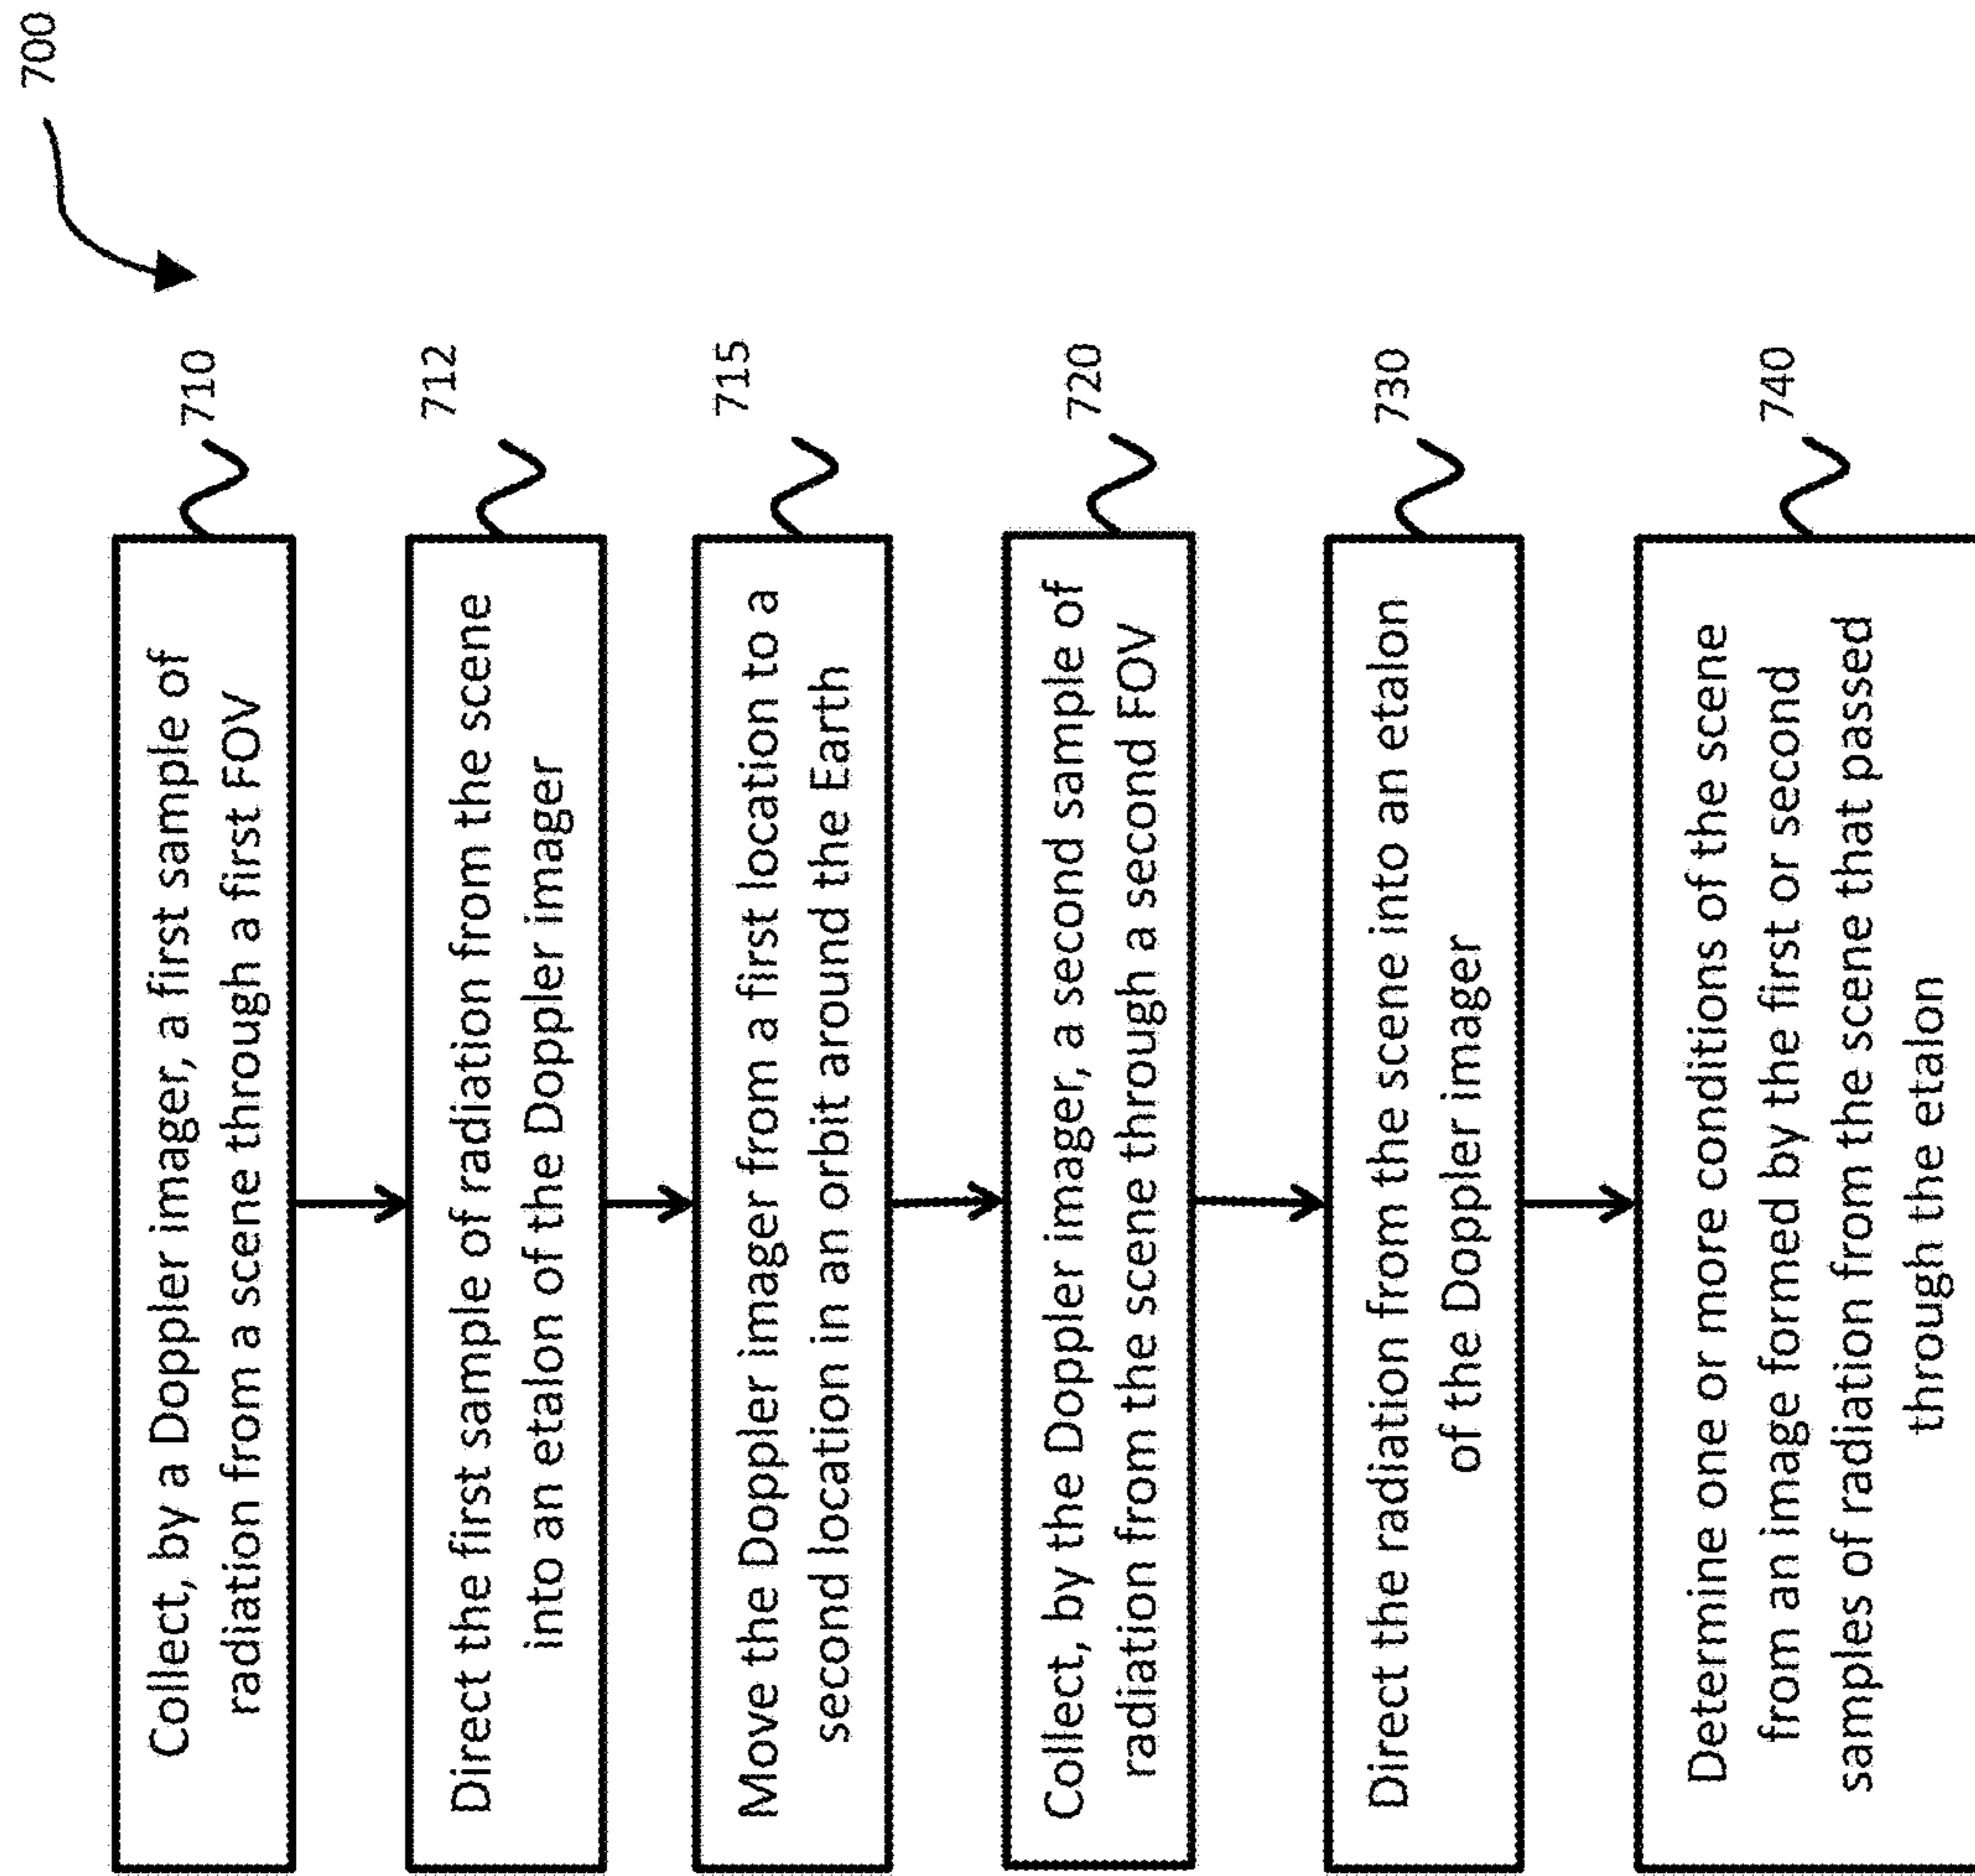 700
Collect, by a Doppler imager, a first sample of
radiation from a scene through a first FOV
710
Direct the first sample of radiation from the scene
into an etalon of the Doppler imager
712
Move the Doppler imager from a first location to a
second location in an orbit around the Earth
715
Collect, by the Doppler imager, a second sample of
radiation from the scene through a second FOV
720
Direct the radiation from the scene into an etalon
of the Doppler imager
730
Determine one or more conditions of the scene
from an image formed by the first or second
samples of radiation from the scene that passed
through the etalon
740